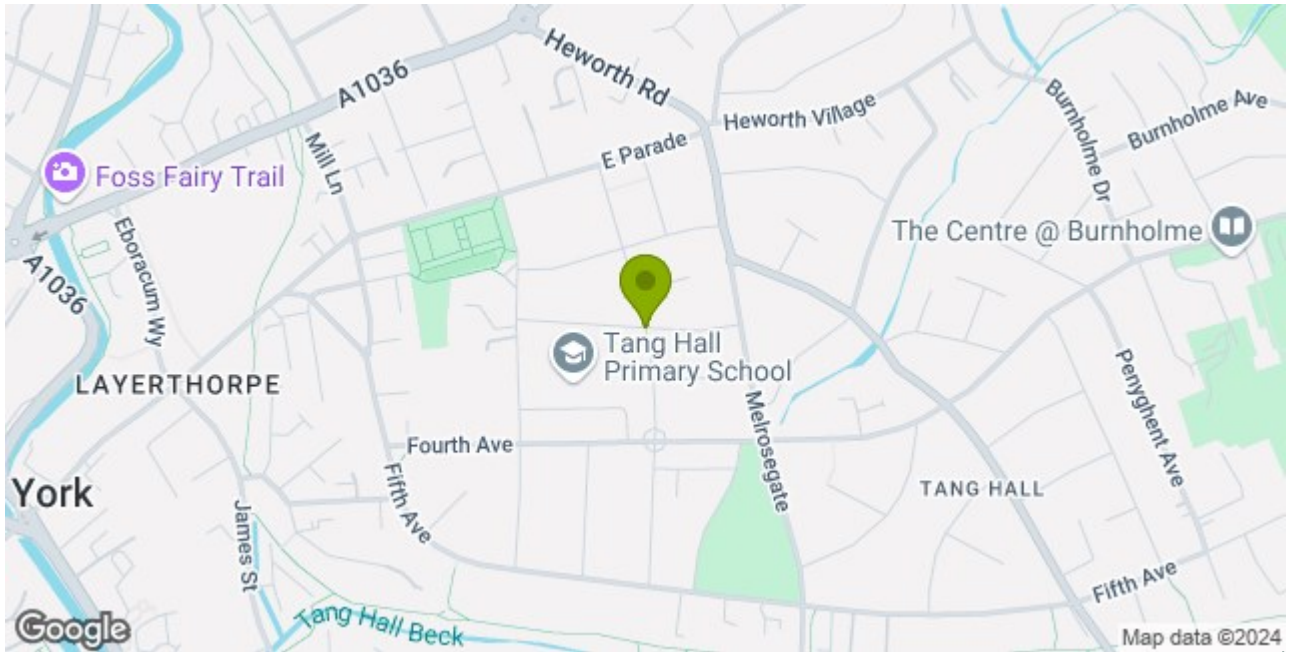 Heworth Rd
A1036
Heworth Village
Burnholme Ave
Burnholme Dr
E Parade
Mill Ln
Foss Fairy Trail
The Centre @ Burnholme
Eboracum Wy
A1036
Tang Hall
Primary School
LAYERTHORPE
Penyghent Ave
Melrosegate
Fourth Ave
TANG HALL
York
Fifth Ave
James St
Fifth Ave
Tang Hall Beck
Google
Map data ©2024